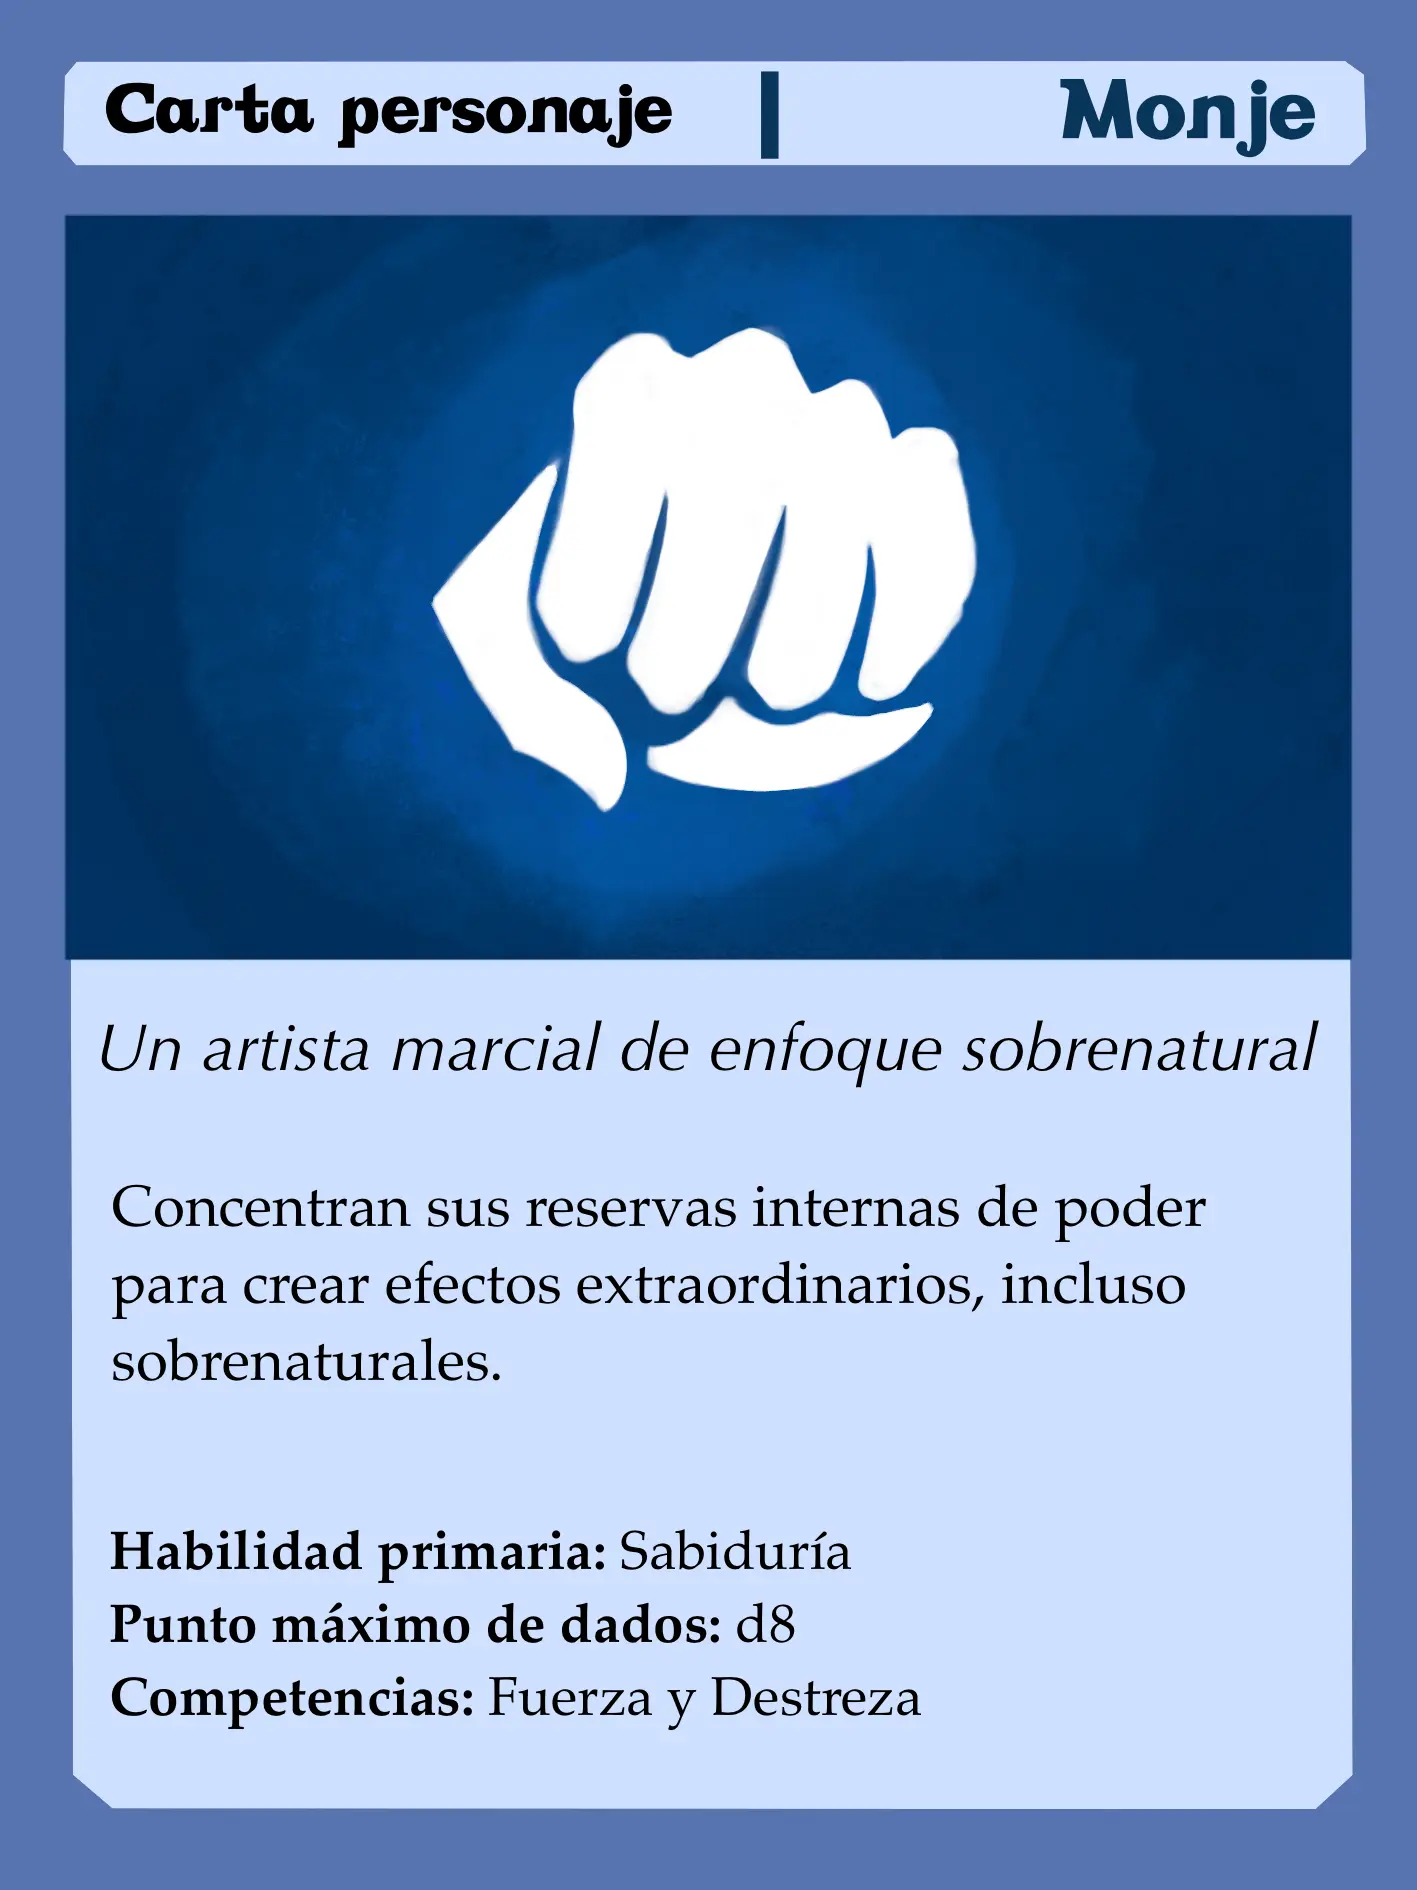 Carta personaje | Monje
Un artista marcial de enfoque sobrenatural
Concentran sus reservas internas de poder
para crear efectos extraordinarios, incluso
sobrenaturales.
Habilidad primaria: Sabiduría
Punto máximo de dados: d8
Competencias: Fuerza y Destreza